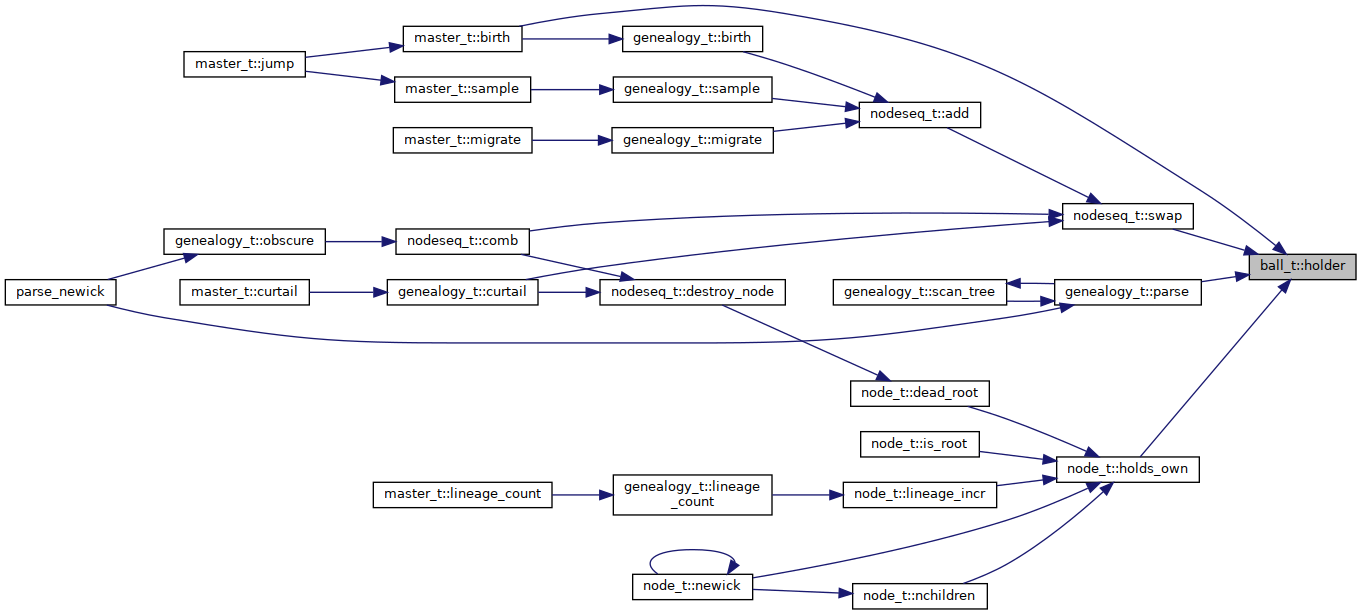 master_t::birth
genealogy_t::birth
master_t::jump
master_t::sample
genealogy_t::sample
nodeseq_t::add
master_t::migrate
genealogy_t::migrate
nodeseq_t::swap
genealogy_t::obscure
nodeseq_t::comb
ball_t::holder
parse_newick
master_t::curtail
genealogy_t::curtail
nodeseq_t::destroy_node
genealogy_t::scan_tree
genealogy_t::parse
node_t::dead_root
node_t::is_root
node_t::holds_own
master_t::lineage_count
genealogy_t::lineage
_count
node_t::lineage_incr
node_t::newick
node_t::nchildren